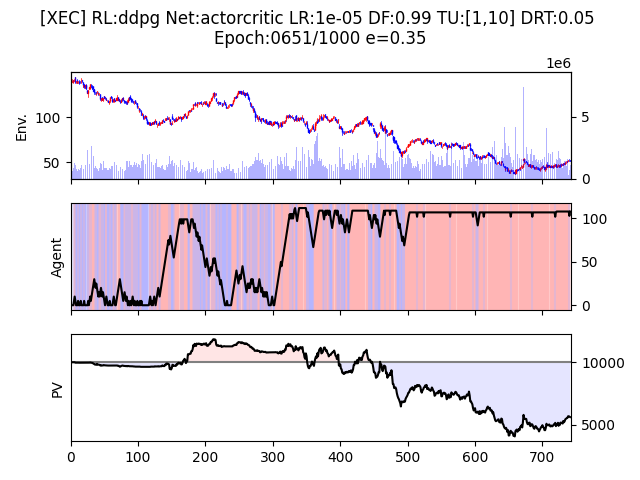 [XEC] RL:ddpg Net:actorcritic LR:1e-05 DF:0.99 TU:[1,10] DRT:0.05
Epoch:0651/1000 e=0.35
1e6
Env.
100
50
5
0
Agent
100
50
0
PV
10000
5000
0 100 200 300 400 500 600 700